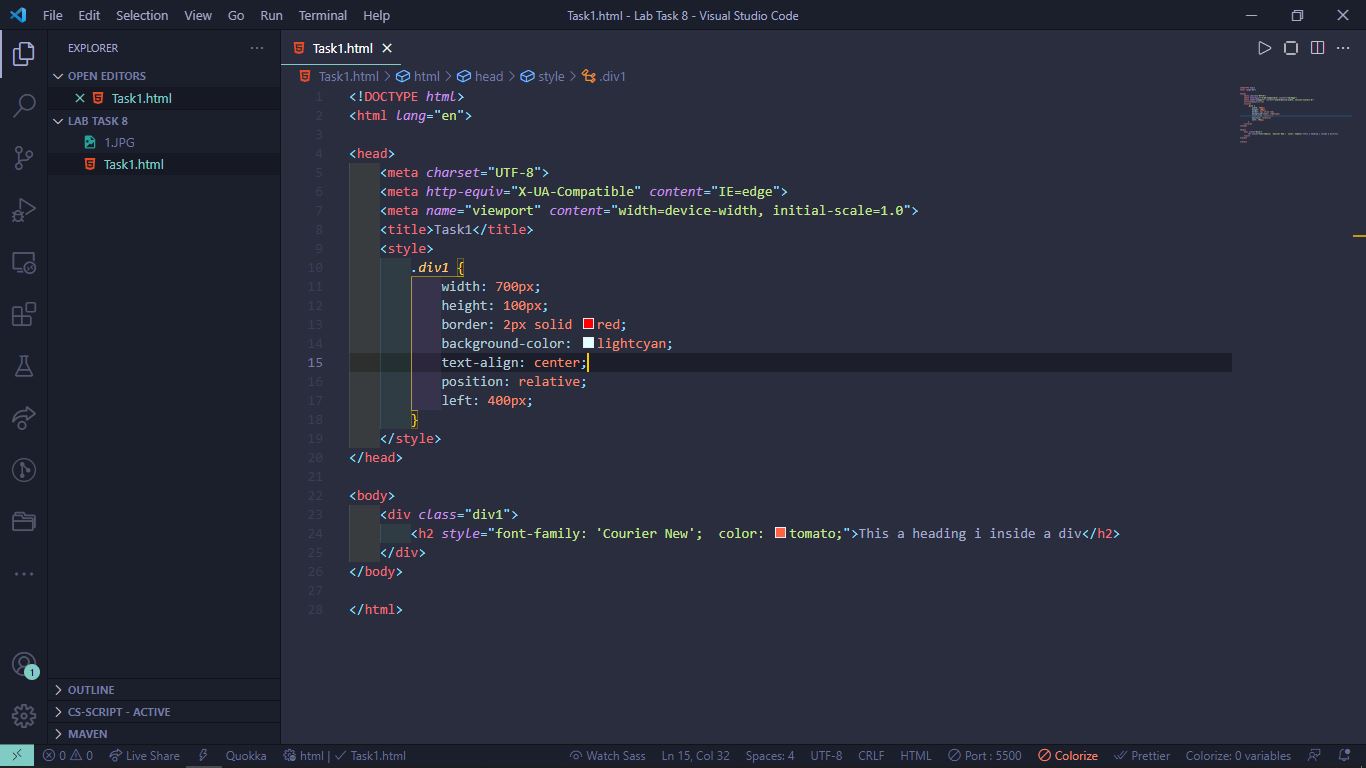 File Edit Selection View Go Run Terminal Help Task1.html - Lab Task 8 - Visual Studio Code
EXPLORER
OPEN EDITORS
Task1.html
LAB TASK 8
1.JPG
Task1.html
OUTLINE
CS-SCRIPT - ACTIVE
MAVEN
1
Task1.html
Task1.html > html > head > style > .div1
1 <!DOCTYPE html>
2 <html lang="en">
3
4 <head>
5 <meta charset="UTF-8">
6 <meta http-equiv="X-UA-Compatible" content="IE=edge">
7 <meta name="viewport" content="width=device-width, initial-scale=1.0">
8 <title>Task1</title>
9 <style>
10 .div1 {
11 width: 700px;
12 height: 100px;
13 border: 2px solid red;
14 background-color: lightcyan;
15 text-align: center;
16 position: relative;
17 left: 400px;
18 }
19 </style>
20 </head>
21
22 <body>
23 <div class="div1">
24 <h2 style="font-family: 'Courier New';  color: tomato;">This a heading i inside a div</h2>
25 </div>
26 </body>
27
28 </html>
0 0 Live Share Quokka html | Task1.html Watch Sass Ln 15, Col 32 Spaces: 4 UTF-8 CRLF HTML Port : 5500 Colorize Prettier Colorize: 0 variables